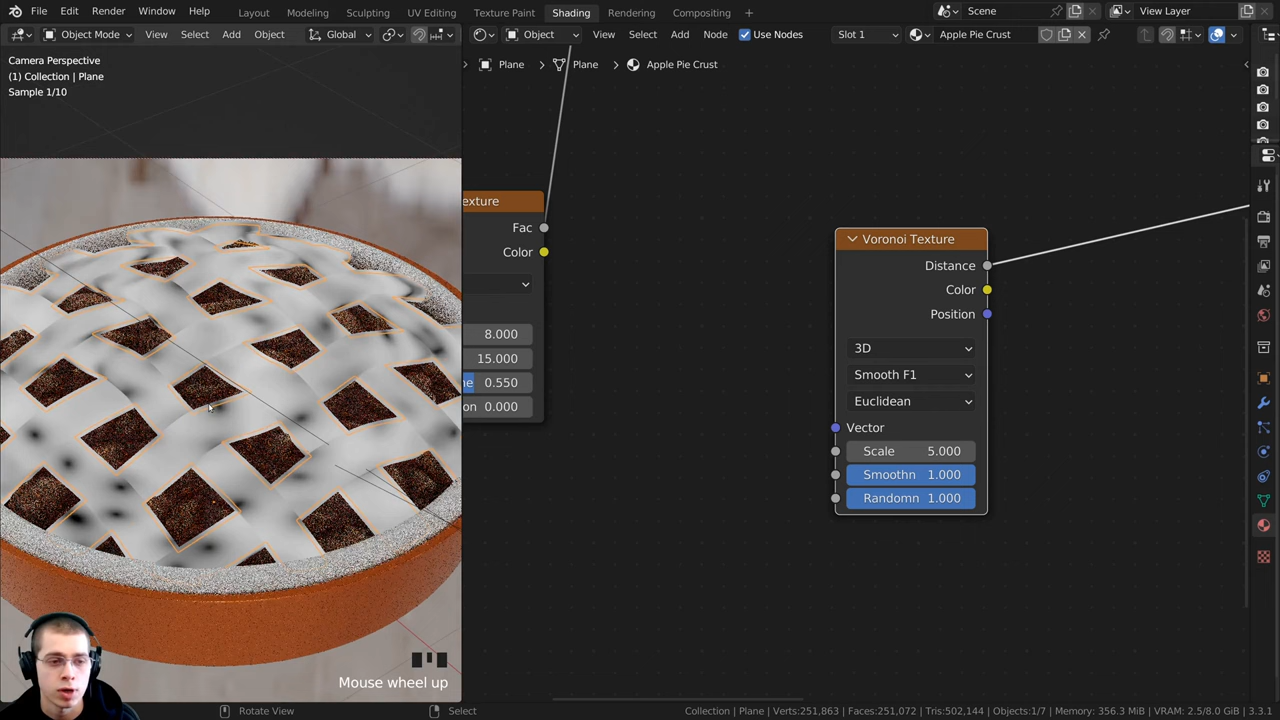 File Edit Render Window Help Layout Modeling Sculpting UV Editing Texture Paint Shading Rendering Compositing + Scene View Layer
Object Mode View Select Add Object Global Object View Select Add Node Use Nodes Slot 1 Apple Pie Crust
Camera Perspective
(1) Collection | Plane
Sample 1/10
Plane Plane Apple Pie Crust
exture
Fac
Color
8.000
15.000
ne 0.550
on 0.000
Voronoi Texture
Distance
Color
Position
3D
Smooth F1
Euclidean
Vector
Scale 5.000
Smoothn 1.000
Randomn 1.000
Mouse wheel up
Rotate View Select Collection | Plane | Verts:251,863 | Faces:251,072 | Tris:502,144 | Objects:1/7 | Memory: 356.3 MiB | VRAM: 2.5/8.0 GiB | 3.3.1